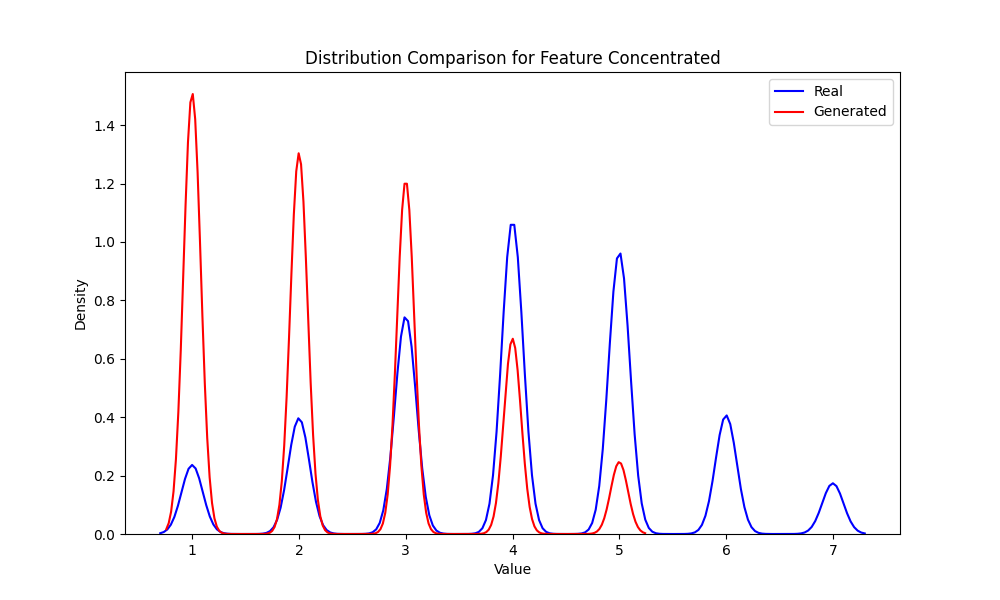 Distribution Comparison for Feature Concentrated
Real
Generated
Density
1.4
1.2
1.0
0.8
0.6
0.4
0.2
0.0
1 2 3 4 5 6 7
Value